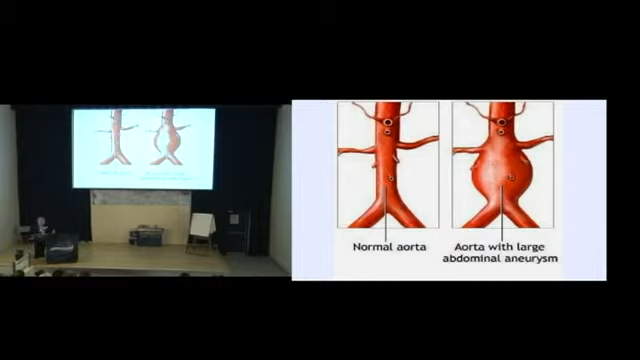 Normal aorta
Aorta with large
abdominal aneurysm